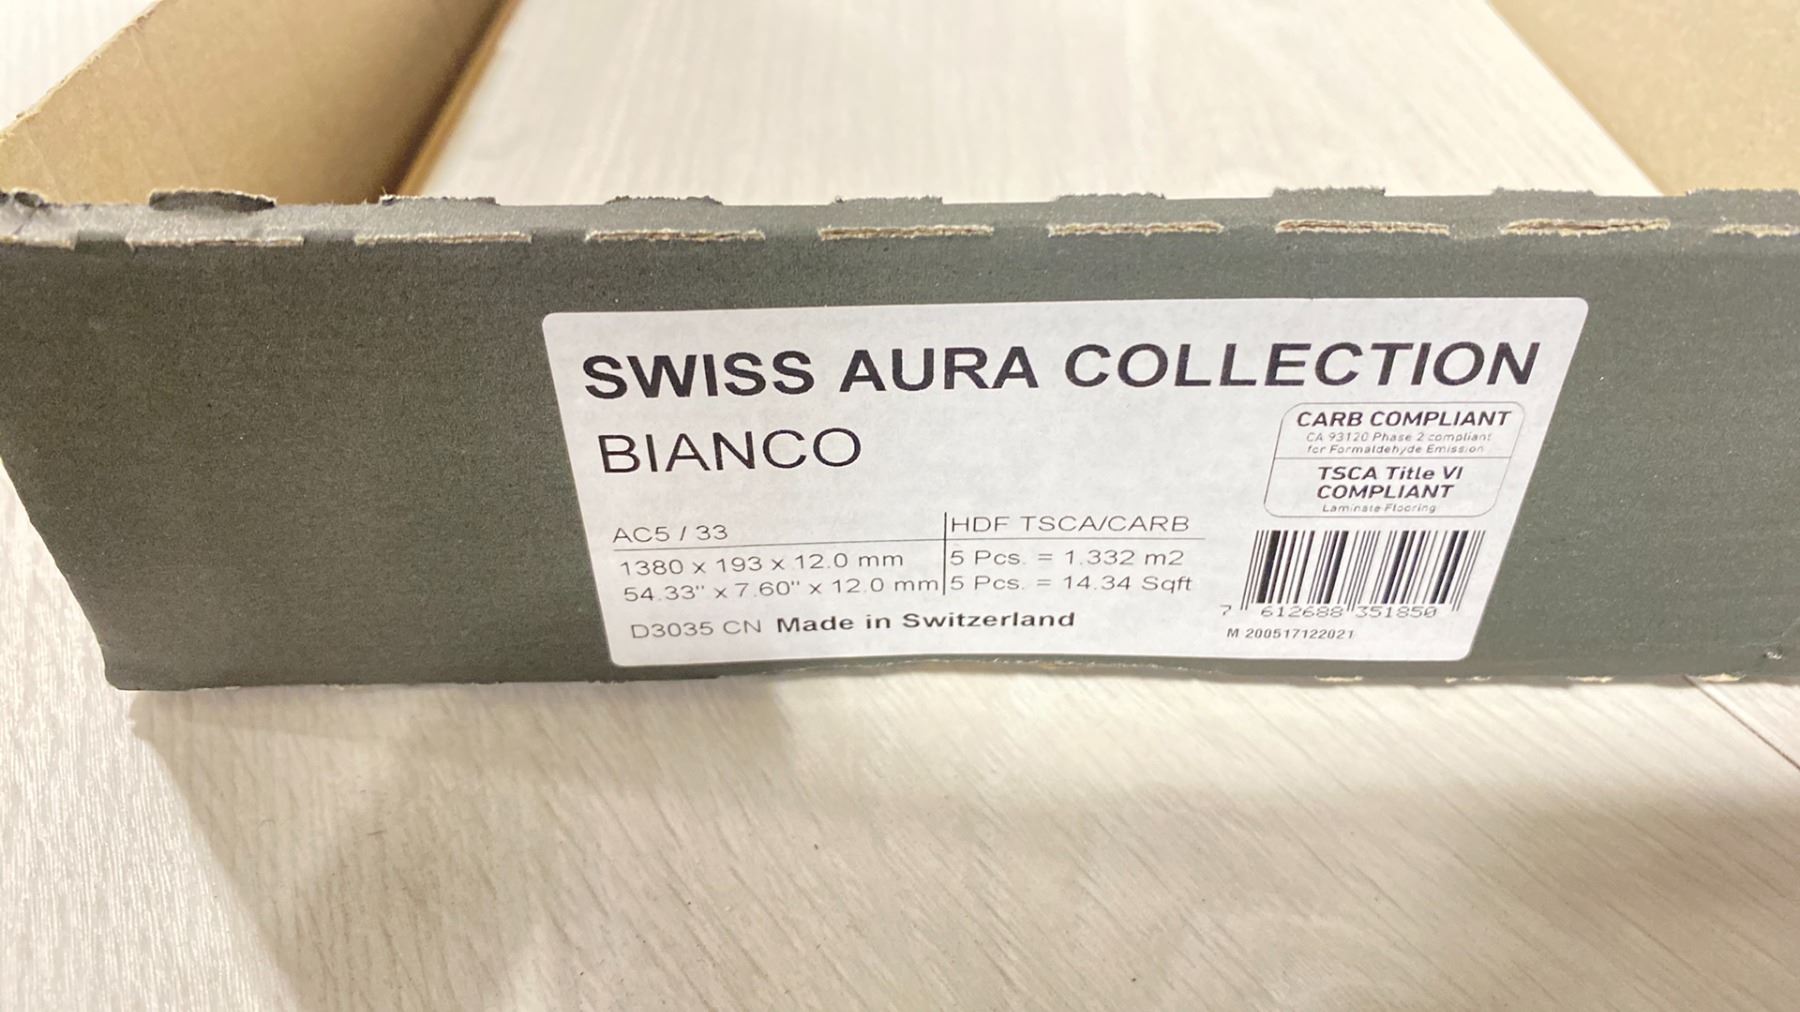 SWISS AURA COLLECTION
BIANCO
CARB COMPLIANT
CA 93120 Phase 2 compliant
for Formaldehyde Emission
TSCA Title VI
COMPLIANT
Laminate Flooring
AC5 / 33 HDF TSCA/CARB
1380 x 193 x 12.0 mm 5 Pcs. = 1.332 m2
54.33" x 7.60" x 12.0 mm 5 Pcs. = 14.34 Sqft
D3035 CN Made in Switzerland
7 612688 351850
M 200517122021